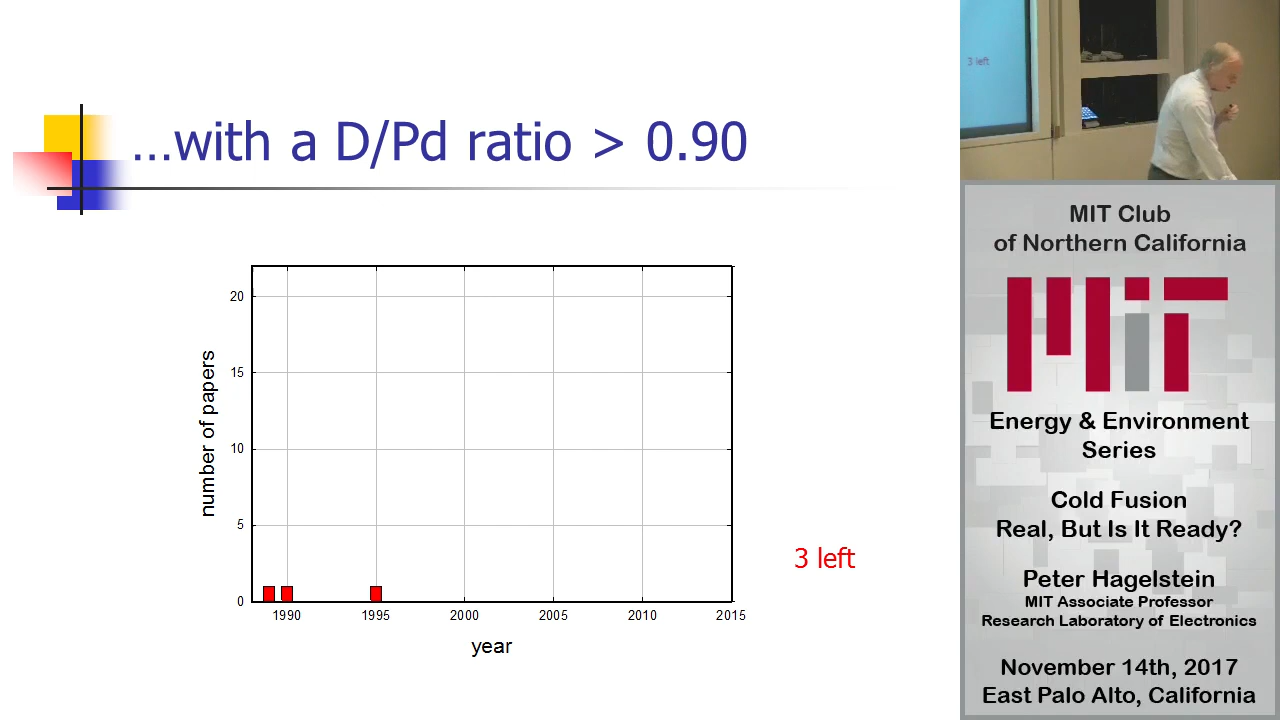 ...with a D/Pd ratio > 0.90
20
15
10
5
0
number of papers
1990 1995 2000 2005 2010 2015
year
3 left
3 left
MIT Club
of Northern California
MiT
Energy & Environment
Series
Cold Fusion
Real, But Is It Ready?
Peter Hagelstein
MIT Associate Professor
Research Laboratory of Electronics
November 14th, 2017
East Palo Alto, California